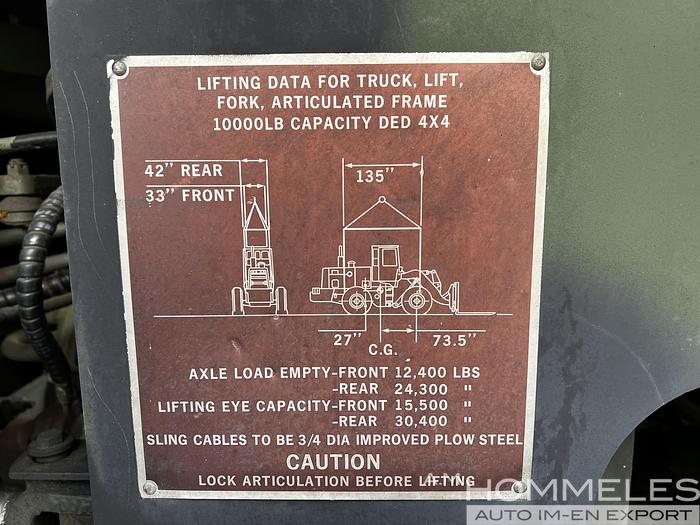 LIFTING DATA FOR TRUCK, LIFT,
FORK, ARTICULATED FRAME
10000LB CAPACITY DED 4X4
42" REAR
33" FRONT
135"
27"
C.G.
73.5"
AXLE LOAD EMPTY-FRONT 12,400 LBS
-REAR 24,300 "
LIFTING EYE CAPACITY-FRONT 15,500 "
-REAR 30,400 "
SLING CABLES TO BE 3/4 DIA IMPROVED PLOW STEEL
CAUTION
LOCK ARTICULATION BEFORE LIFTING
HOMMELES
AUTO IM-EN EXPORT